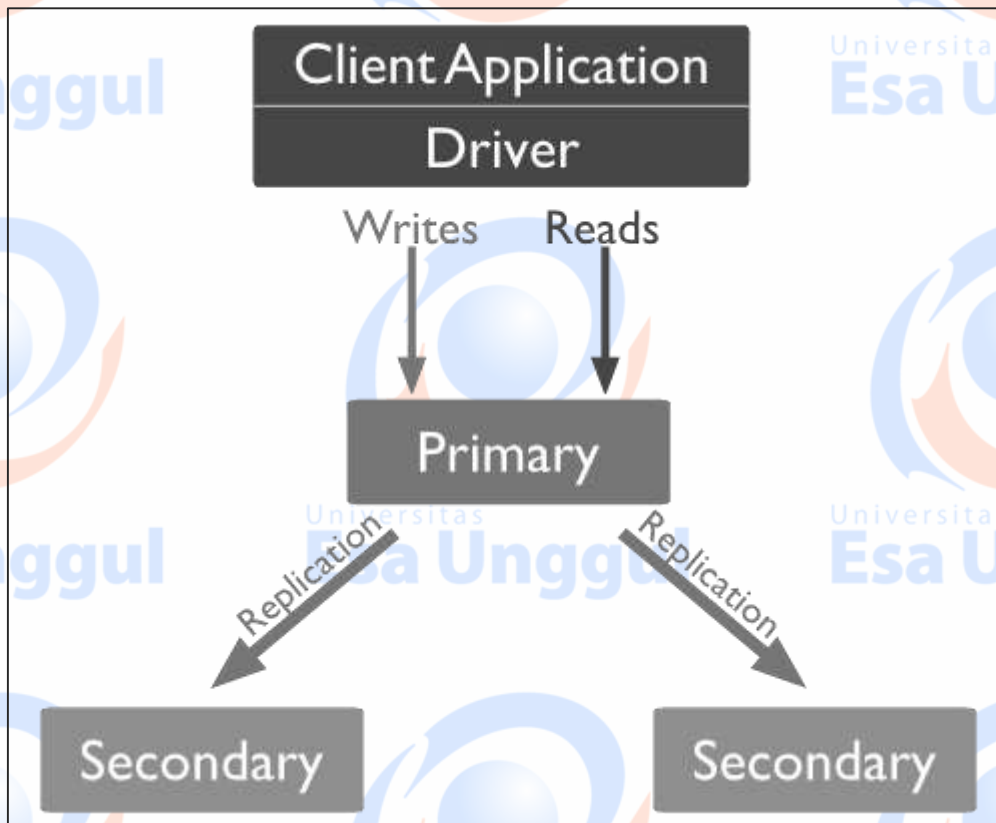 Client Application
Driver
Writes Reads
Primary
Replication Replication
Secondary Secondary
Universitas
Esa Unggul